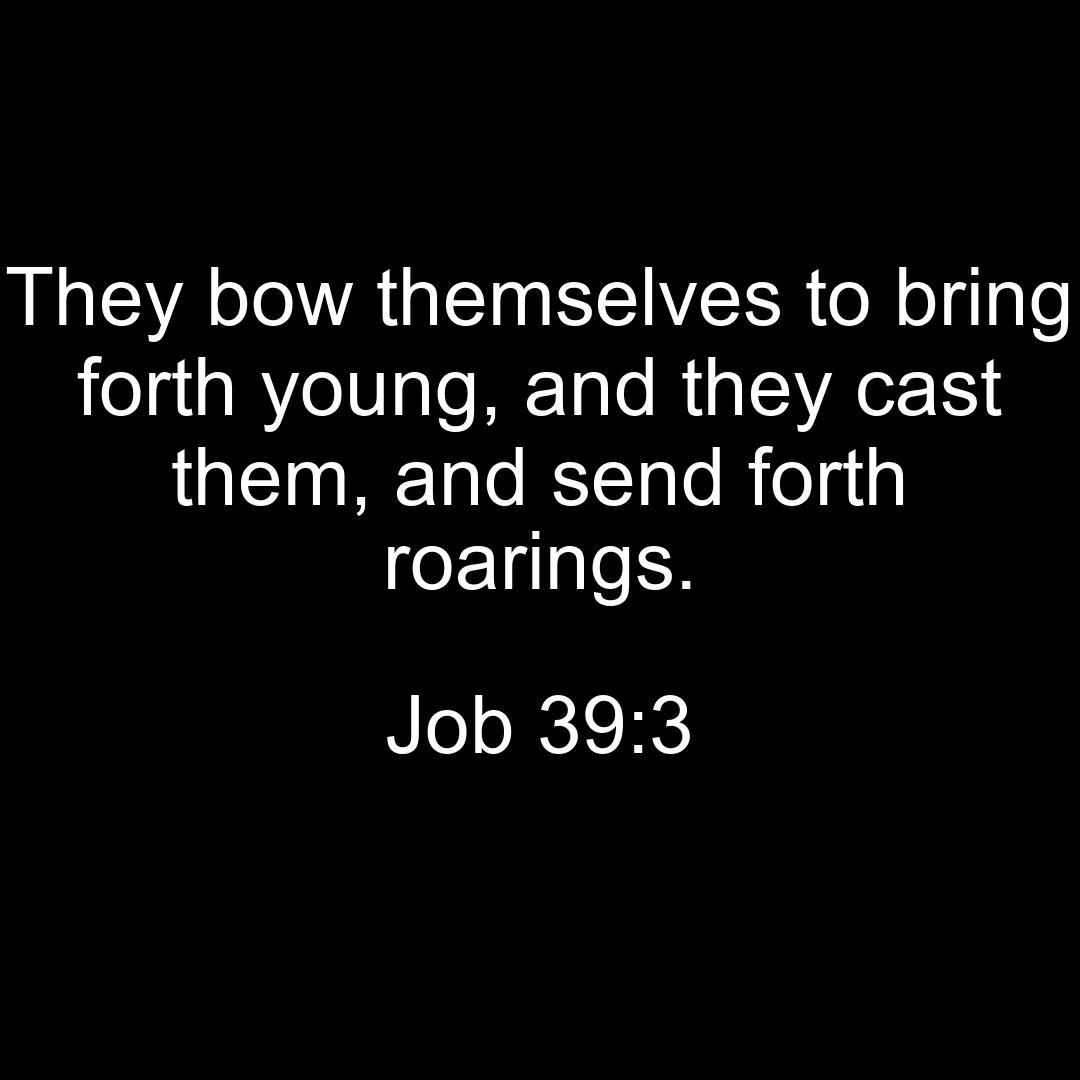 They bow themselves to bring
forth young, and they cast
them, and send forth
roarings.
Job 39:3